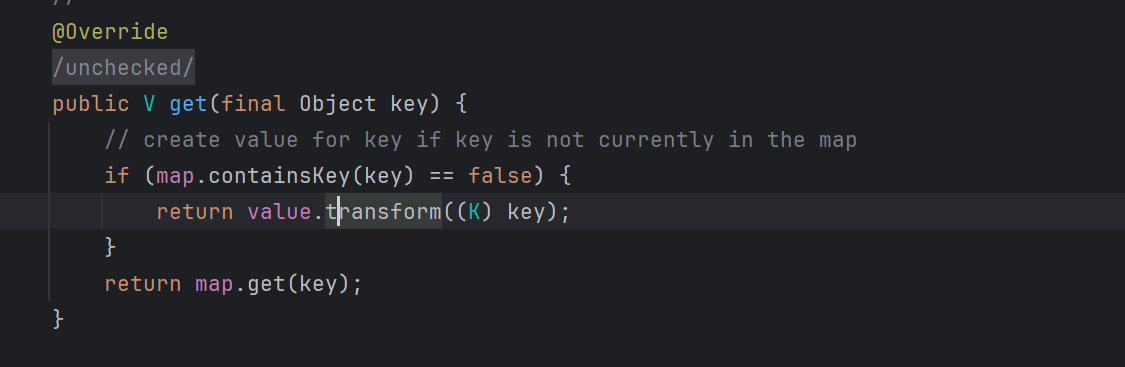 //
@Override
/unchecked/
public V get(final Object key) {
// create value for key if key is not currently in the map
if (map.containsKey(key) == false) {
return value.transform((K) key);
}
return map.get(key);
}